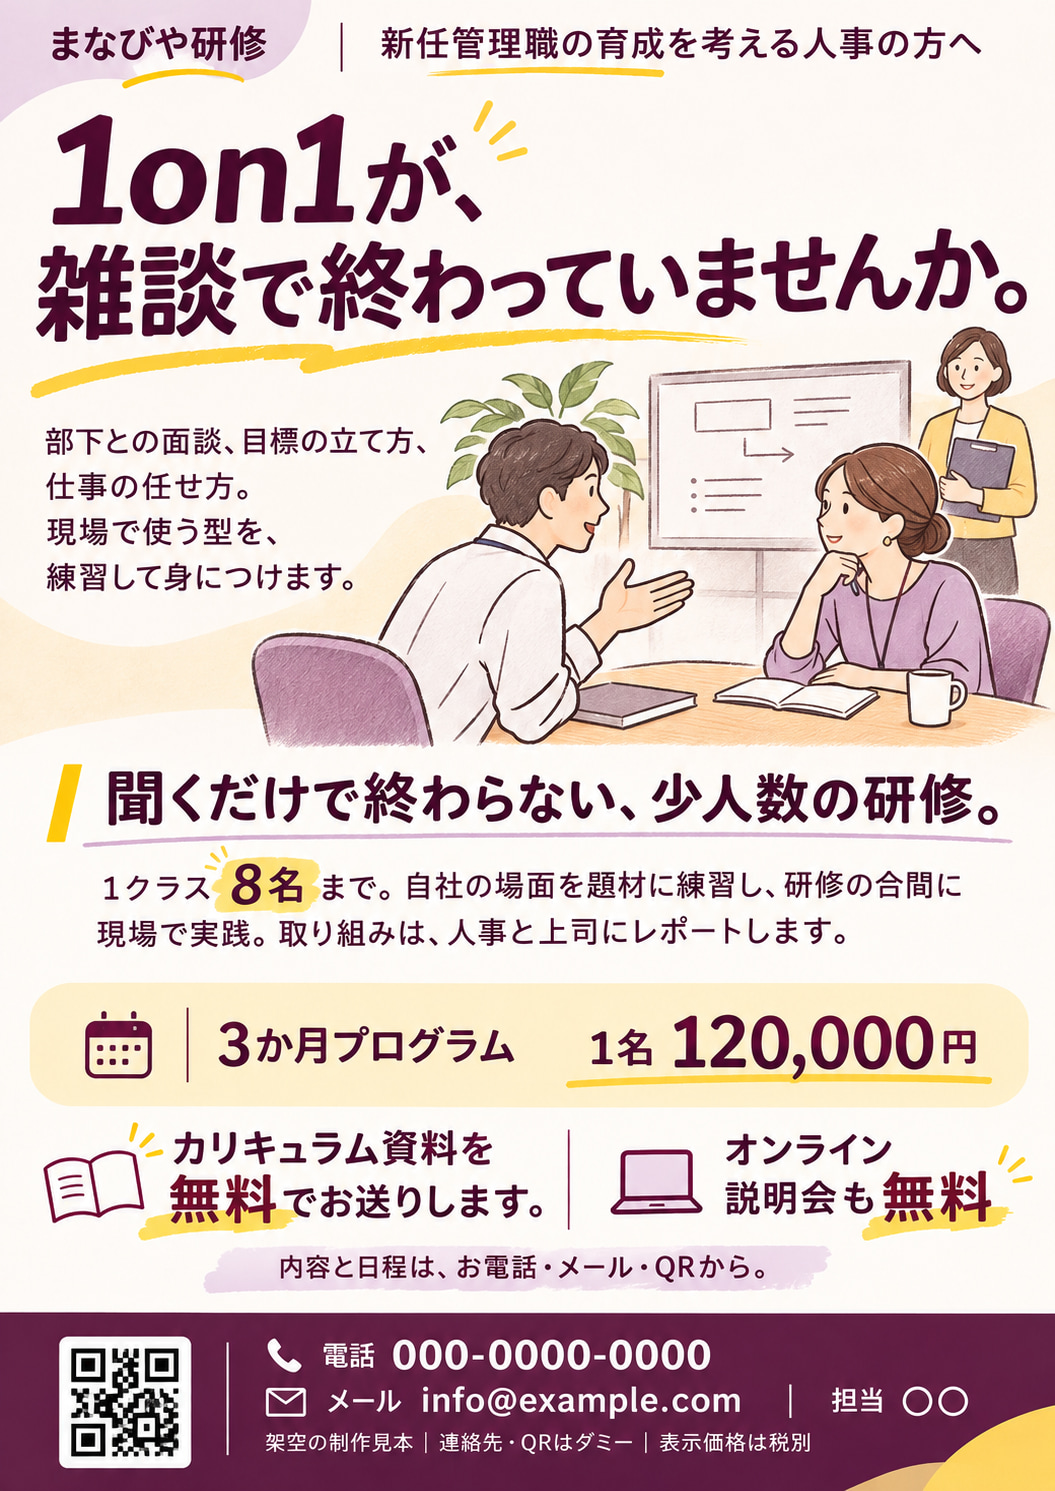 まなびや研修
新任管理職の育成を考える人事の方へ
1on1が、
雑談で終わっていませんか。
部下との面談、目標の立て方、
仕事の任せ方。
現場で使う型を、
練習して身につけます。
聞くだけで終わらない、少人数の研修。
1クラス8名まで。自社の場面を題材に練習し、研修の合間に
現場で実践。取り組みは、人事と上司にレポートします。
3か月プログラム 1名 120,000円
カリキュラム資料を
無料でお送りします。
オンライン
説明会も無料
内容と日程は、お電話・メール・QRから。
電話 000-0000-0000
メール info@example.com | 担当 〇〇
架空の制作見本｜連絡先・QRはダミー｜表示価格は税別